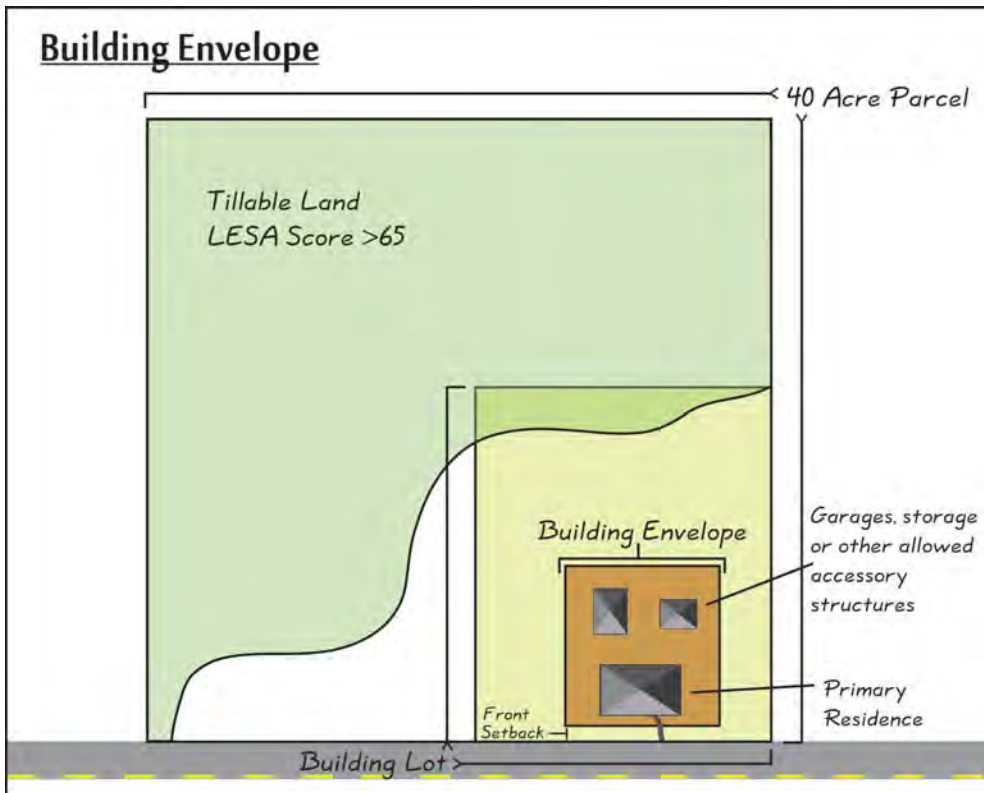 Building Envelope
40 Acre Parcel
Tillable Land
LESA Score >65
Building Envelope
Garages, storage
or other allowed
accessory
structures
Primary
Residence
Front
Setback
Building Lot